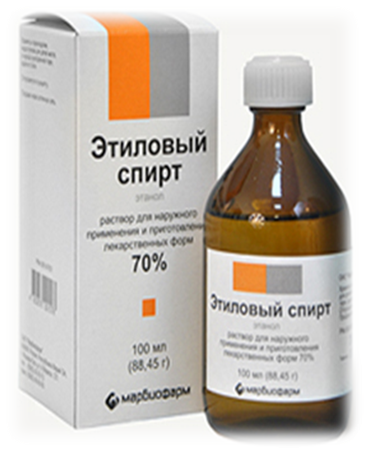 Этиловый
спирт
этанол
раствор для наружного
применения и приготовления
лекарственных форм
70%
100 мл
(88,45 г)
марбиофарм
Этиловый спирт
этанол
раствор для наружного
применения и приготовления
лекарственных форм 70%
100 мл (88,45 г)
марбиофарм